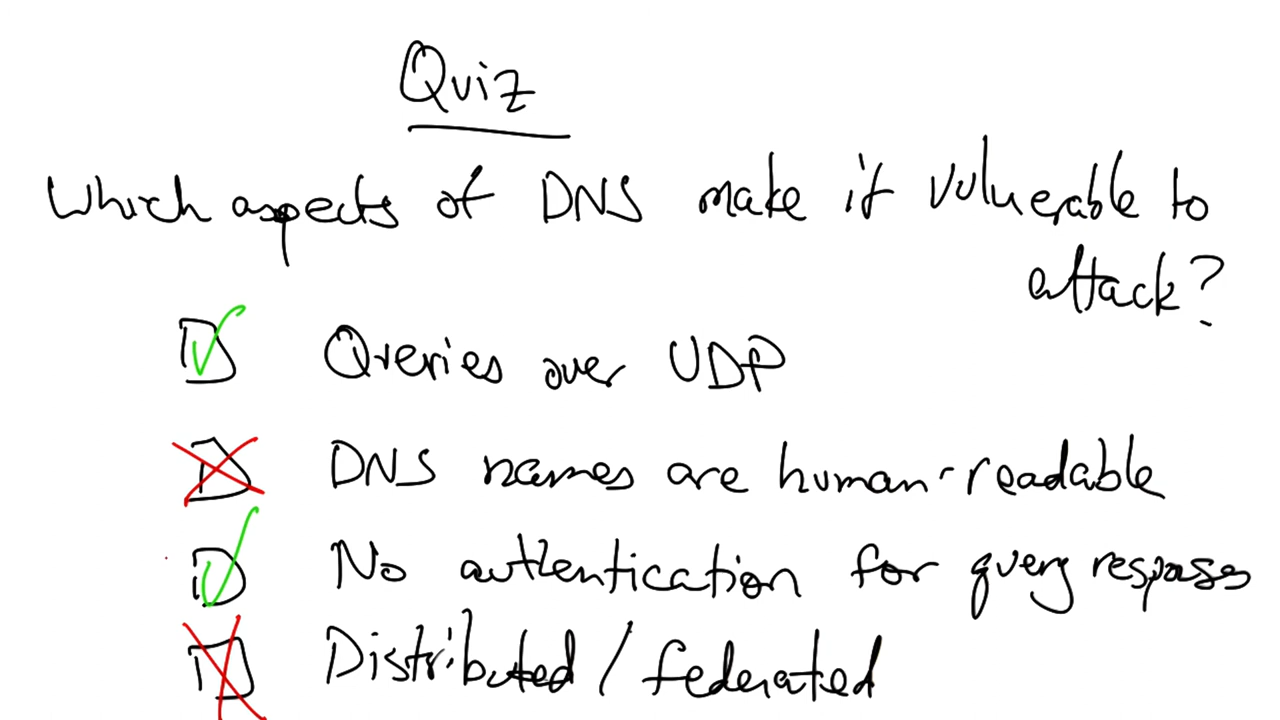 Quiz
Which aspects of DNS make it vulnerable to
attack?
Queries over UDP
DNS names are human-readable
No authentication for query respases
Distributed / federated